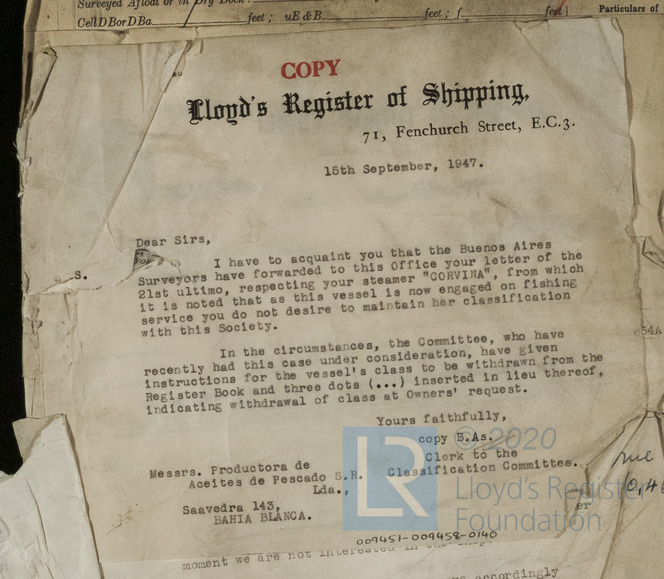 Surveyed Afloat or in Dry Dock
Cell D B or D Ba feet; u E & B feet; f feet
Particulars of
COPY
Lloyd's Register of Shipping,
71, Fenchurch Street, E.C.3.
15th September, 1947.
Dear Sirs,
I have to acquaint you that the Buenos Aires
Surveyors have forwarded to this Office your letter of the
21st ultimo, respecting your steamer "CORVINA", from which
it is noted that as this vessel is now engaged on fishing
service you do not desire to maintain her classification
with this Society.
s.
In the circumstances, the Committee, who have
recently had this case under consideration, have given
instructions for the vessel's class to be withdrawn from the
Register Book and three dots (...) inserted in lieu thereof,
indicating withdrawal of class at Owners' request.
54A
Yours faithfully,
copy B.As.
Clerk to the
Classification Committee.
Messrs. Productora de
Aceites de Pescado S.R.
Lda.,
Saavedra 143,
BAHIA BLANCA.
LR © 2020
Lloyd's Register
Foundation
er
009451-009458-0140
moment we are not interested in the
accordingly